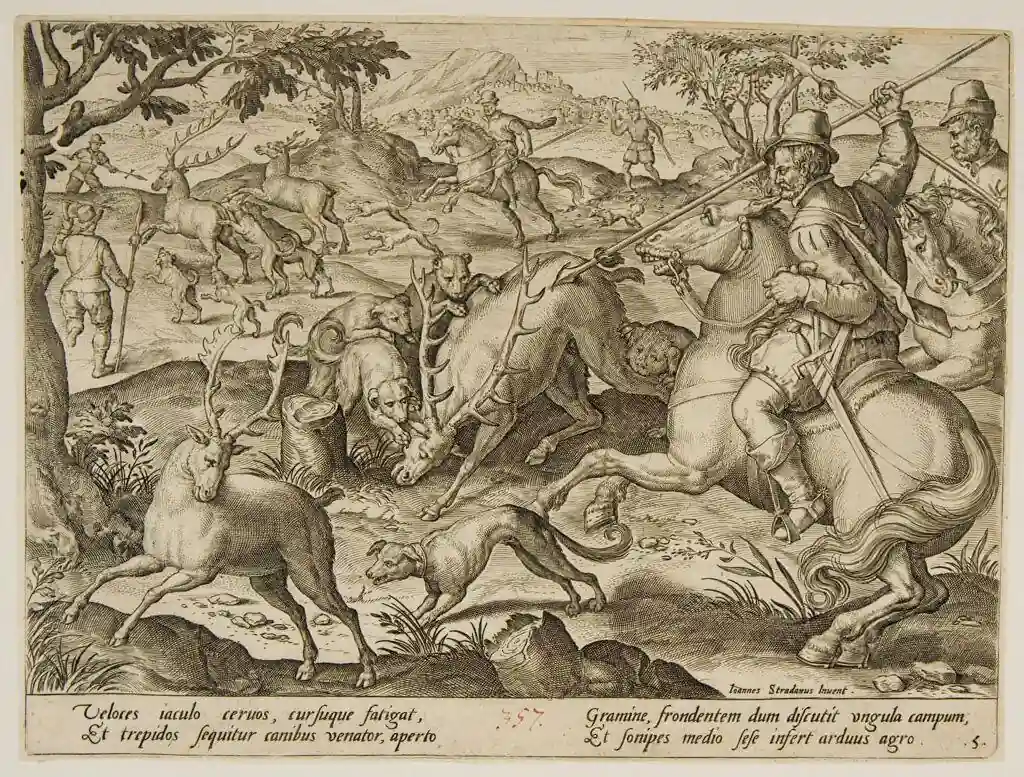 Ioannes Stradanus Inuent.
Ueloces iaculo ceruos, curſuque fatigat,
Et trepidos ſequitur canibus venator, aperto
357.
Gramine, frondentem dum diſcutit vngula campum,
Et ſonipes medio ſeſe infert arduus agro.
5.